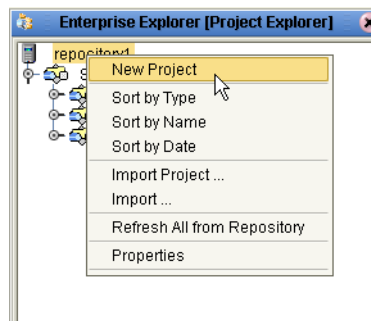 Enterprise Explorer [Project Explorer]
repository1
New Project
Sort by Type
Sort by Name
Sort by Date
Import Project ...
Import ...
Refresh All from Repository
Properties